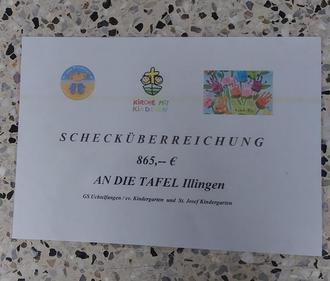 KIRCHE MIT
KINDERN
SCHECKÜBERREICHUNG
865,-- €
AN DIE TAFEL Illingen
GS Uchtelfangen / ev. Kindergarten und St. Josef Kindergarten